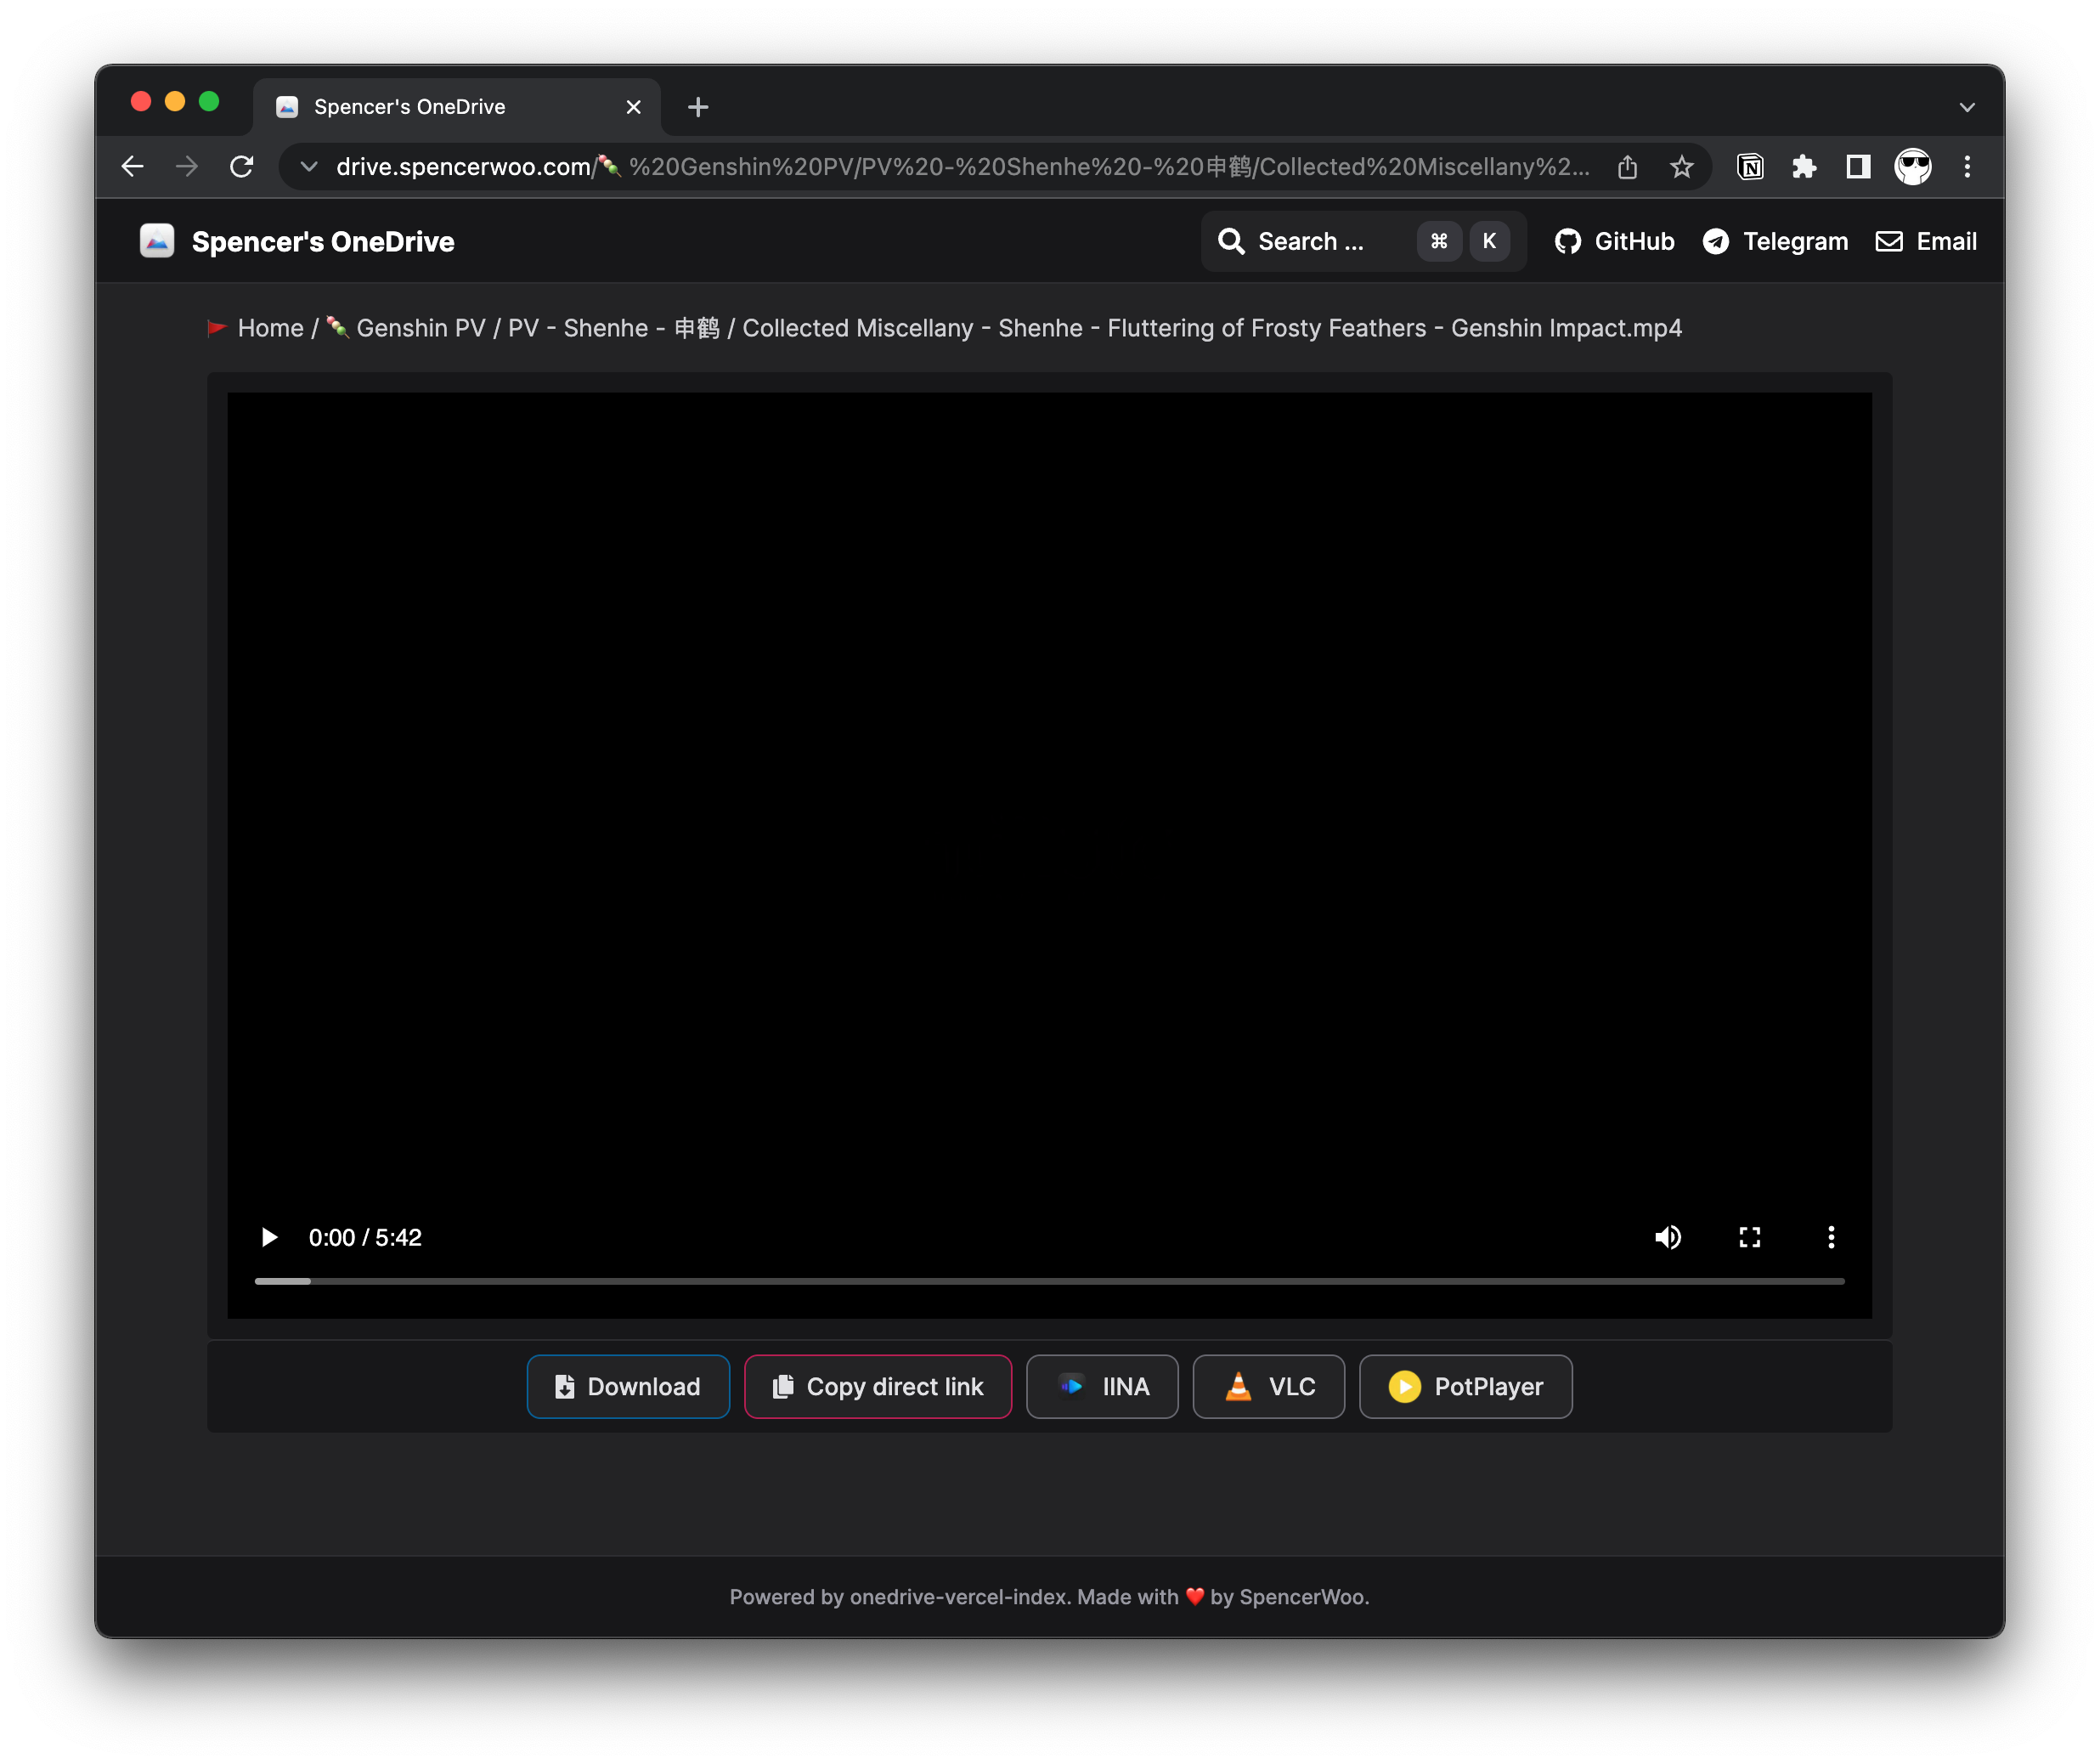 Spencer's OneDrive
drive.spencerwoo.com/🍡 %20Genshin%20PV/PV%20-%20Shenhe%20-%20申鹤/Collected%20Miscellany%2...
Spencer's OneDrive
Search ...
⌘ K
GitHub
Telegram
Email
🚩 Home / 🍡 Genshin PV / PV - Shenhe - 申鹤 / Collected Miscellany - Shenhe - Fluttering of Frosty Feathers - Genshin Impact.mp4
0:00 / 5:42
Download
Copy direct link
IINA
VLC
PotPlayer
Powered by onedrive-vercel-index. Made with ❤️ by SpencerWoo.